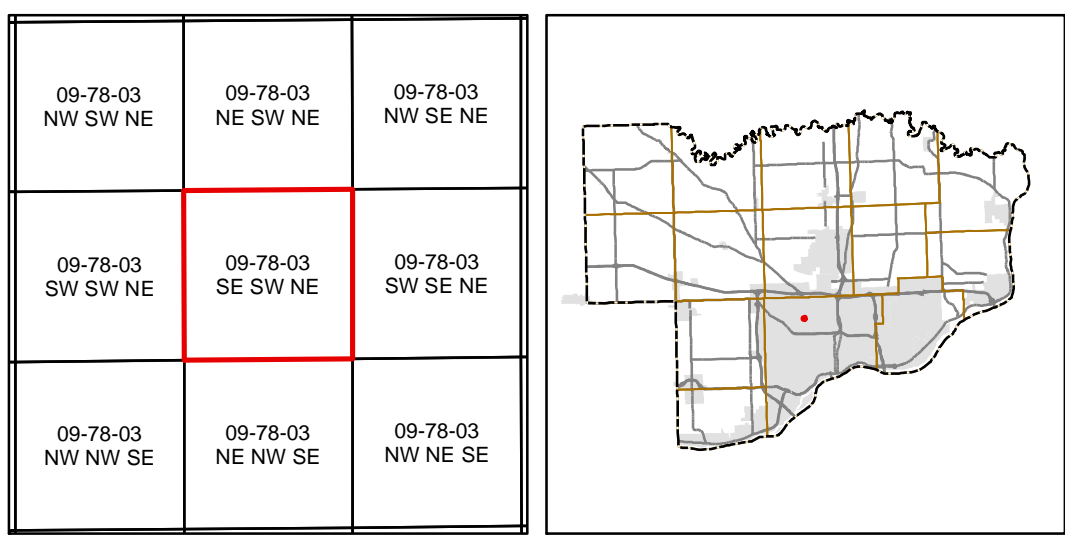 09-78-03
NW SW NE
09-78-03
NE SW NE
09-78-03
NW SE NE
09-78-03
SW SW NE
09-78-03
SE SW NE
09-78-03
SW SE NE
09-78-03
NW NW SE
09-78-03
NE NW SE
09-78-03
NW NE SE